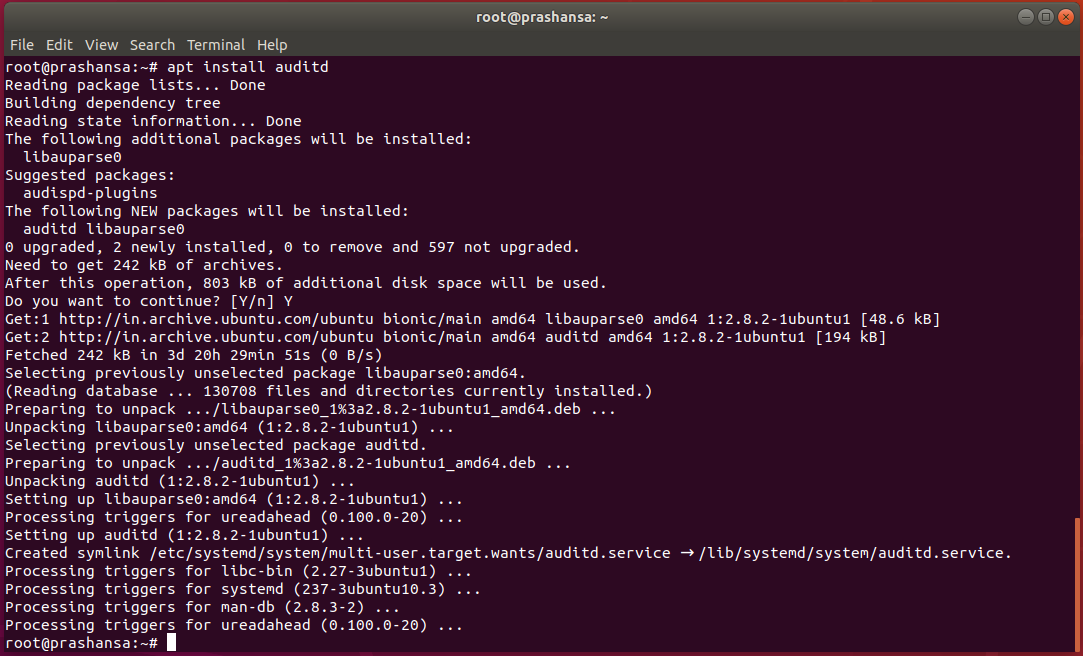 root@prashansa: ~
File Edit View Search Terminal Help
root@prashansa:~# apt install auditd
Reading package lists... Done
Building dependency tree
Reading state information... Done
The following additional packages will be installed:
  libauparse0
Suggested packages:
  audispd-plugins
The following NEW packages will be installed:
  auditd libauparse0
0 upgraded, 2 newly installed, 0 to remove and 597 not upgraded.
Need to get 242 kB of archives.
After this operation, 803 kB of additional disk space will be used.
Do you want to continue? [Y/n] Y
Get:1 http://in.archive.ubuntu.com/ubuntu bionic/main amd64 libauparse0 amd64 1:2.8.2-1ubuntu1 [48.6 kB]
Get:2 http://in.archive.ubuntu.com/ubuntu bionic/main amd64 auditd amd64 1:2.8.2-1ubuntu1 [194 kB]
Fetched 242 kB in 3d 20h 29min 51s (0 B/s)
Selecting previously unselected package libauparse0:amd64.
(Reading database ... 130708 files and directories currently installed.)
Preparing to unpack .../libauparse0_1%3a2.8.2-1ubuntu1_amd64.deb ...
Unpacking libauparse0:amd64 (1:2.8.2-1ubuntu1) ...
Selecting previously unselected package auditd.
Preparing to unpack .../auditd_1%3a2.8.2-1ubuntu1_amd64.deb ...
Unpacking auditd (1:2.8.2-1ubuntu1) ...
Setting up libauparse0:amd64 (1:2.8.2-1ubuntu1) ...
Processing triggers for ureadahead (0.100.0-20) ...
Setting up auditd (1:2.8.2-1ubuntu1) ...
Created symlink /etc/systemd/system/multi-user.target.wants/auditd.service → /lib/systemd/system/auditd.service.
Processing triggers for libc-bin (2.27-3ubuntu1) ...
Processing triggers for systemd (237-3ubuntu10.3) ...
Processing triggers for man-db (2.8.3-2) ...
Processing triggers for ureadahead (0.100.0-20) ...
root@prashansa:~#